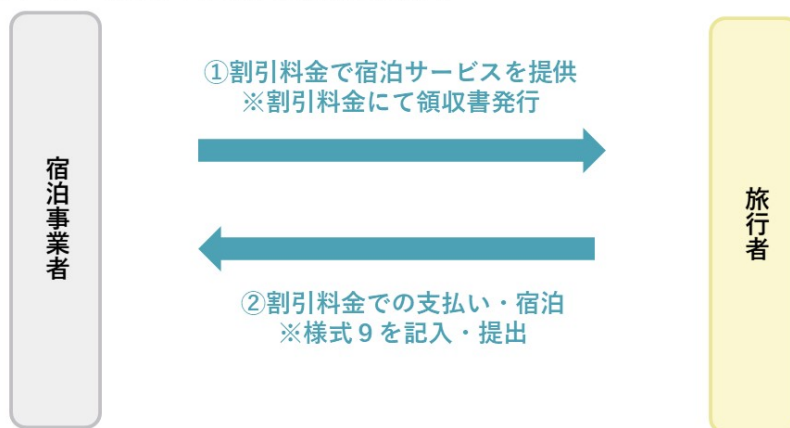 ①割引料金で宿泊サービスを提供
※割引料金にて領収書発行
宿泊事業者
旅行者
②割引料金での支払い・宿泊
※様式９を記入・提出